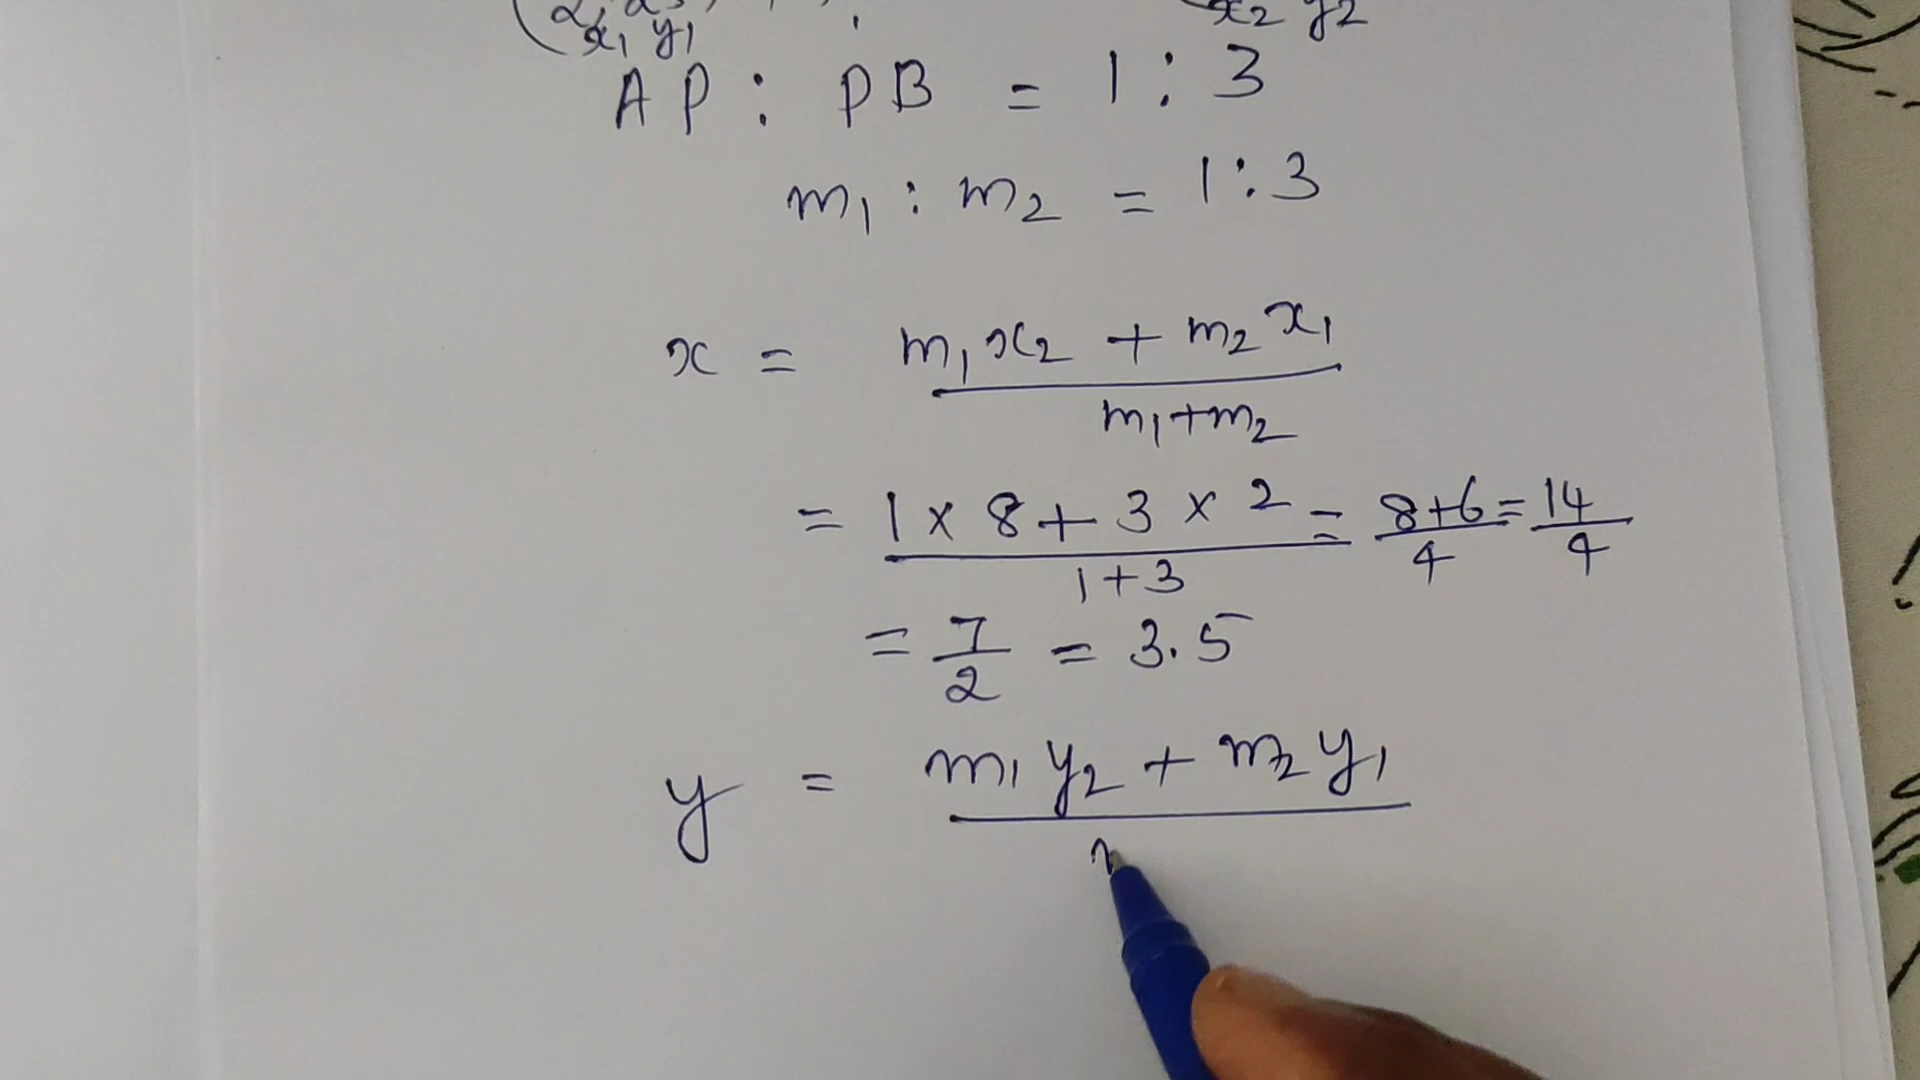 x₁ y₁ x₂ y₂
AP : PB = 1 : 3
m₁ : m₂ = 1 : 3
x = m₁x₂ + m₂x₁ / m₁+m₂
= 1 × 8 + 3 × 2 / 1+3 = 8+6 / 4 = 14 / 4
= 7 / 2 = 3.5
y = m₁y₂ + m₂y₁ /